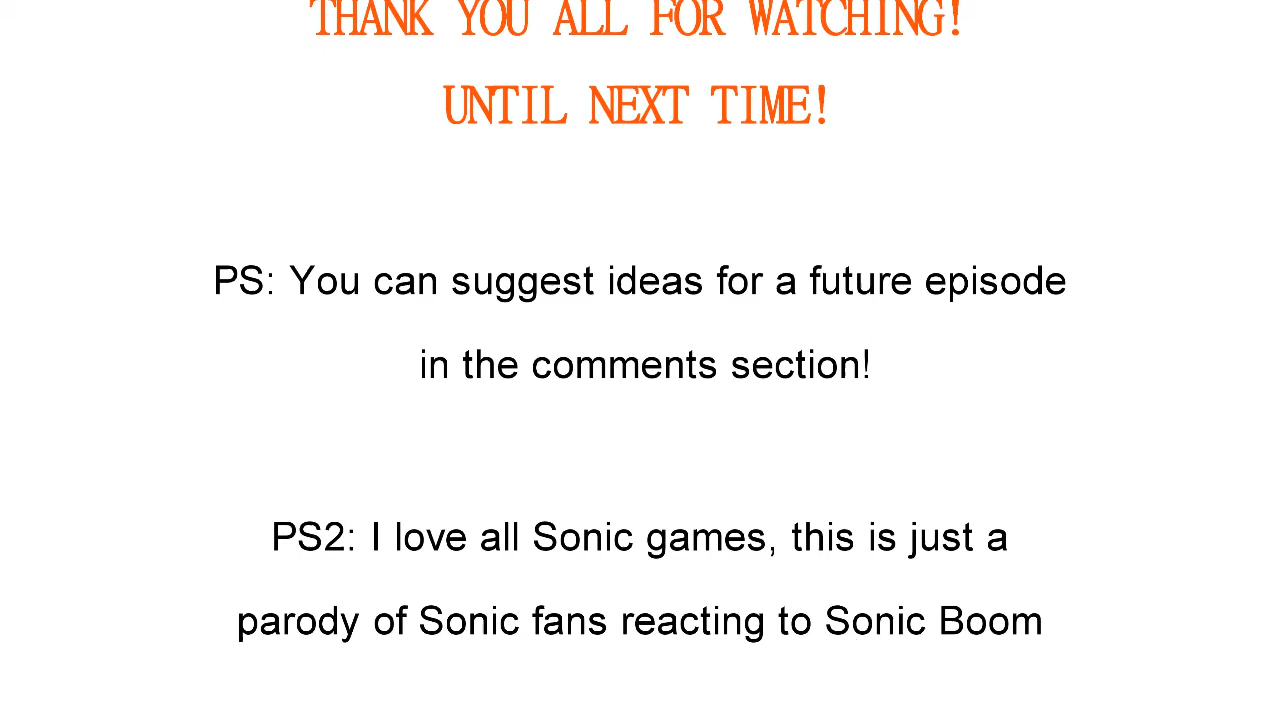 THANK YOU ALL FOR WATCHING!
UNTIL NEXT TIME!
PS: You can suggest ideas for a future episode
in the comments section!
PS2: I love all Sonic games, this is just a
parody of Sonic fans reacting to Sonic Boom